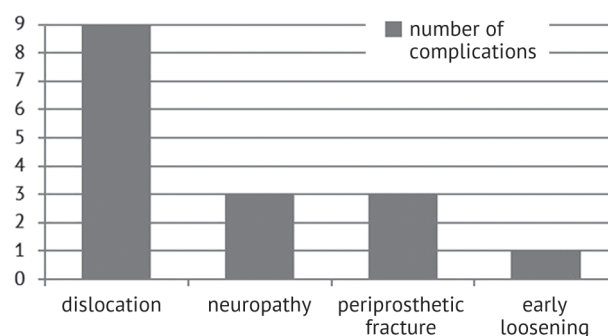 9
8
7
6
5
4
3
2
1
0
number of
complications
dislocation
neuropathy
periprosthetic
fracture
early
loosening